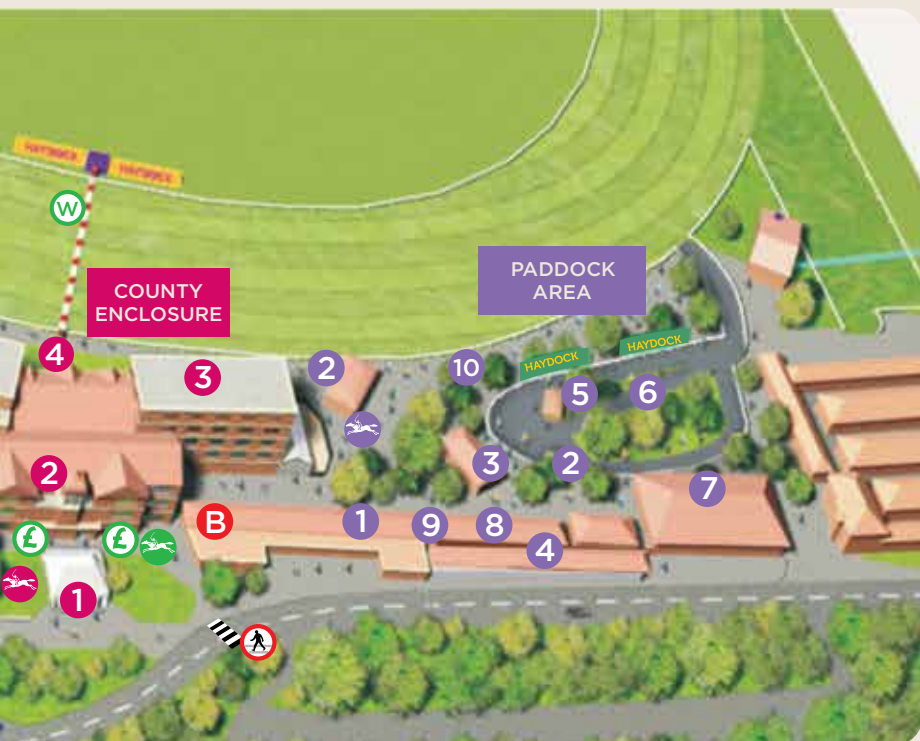 HAYDOCK
HAYDOCK
W
COUNTY
ENCLOSURE
PADDOCK
AREA
4
3
2
10
HAYDOCK
HAYDOCK
5
6
2
3
2
7
B
1
9
8
4
£
£
1